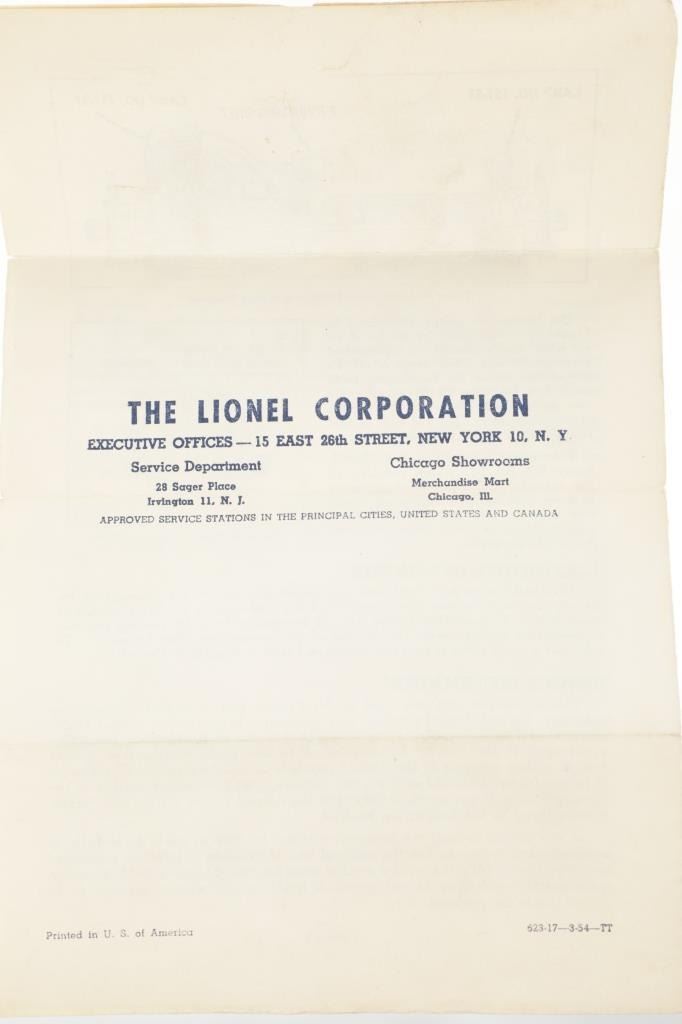 THE LIONEL CORPORATION
EXECUTIVE OFFICES — 15 EAST 26th STREET, NEW YORK 10, N. Y.
Service Department
28 Sager Place
Irvington 11, N. J.
Chicago Showrooms
Merchandise Mart
Chicago, Ill.
APPROVED SERVICE STATIONS IN THE PRINCIPAL CITIES, UNITED STATES AND CANADA
Printed in U. S. of America
623-17—3-54—TT